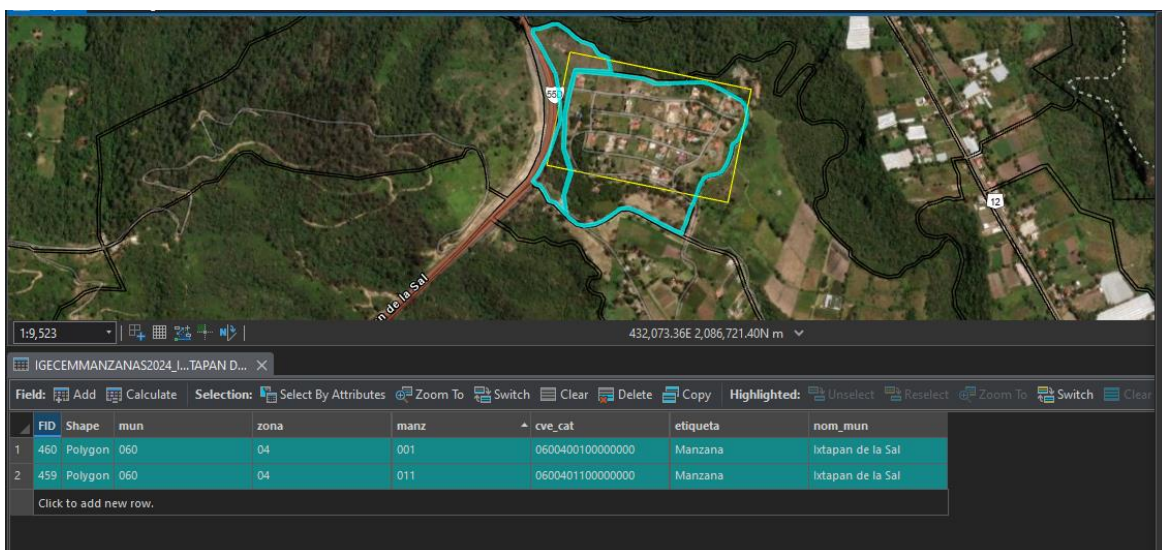 55
12
n de la Sal
1:9,523
432,073.36E 2,086,721.40N m
IGECEMMANZANAS2024_I...TAPAN D...
Field: Add Calculate Selection: Select By Attributes Zoom To Switch Clear Delete Copy Highlighted: Unselect Reselect Zoom To Switch Clear
FID Shape mun zona manz cve_cat etiqueta nom_mun
1 460 Polygon 060 04 001 0600400100000000 Manzana Ixtapan de la Sal
2 459 Polygon 060 04 011 0600401100000000 Manzana Ixtapan de la Sal
Click to add new row.